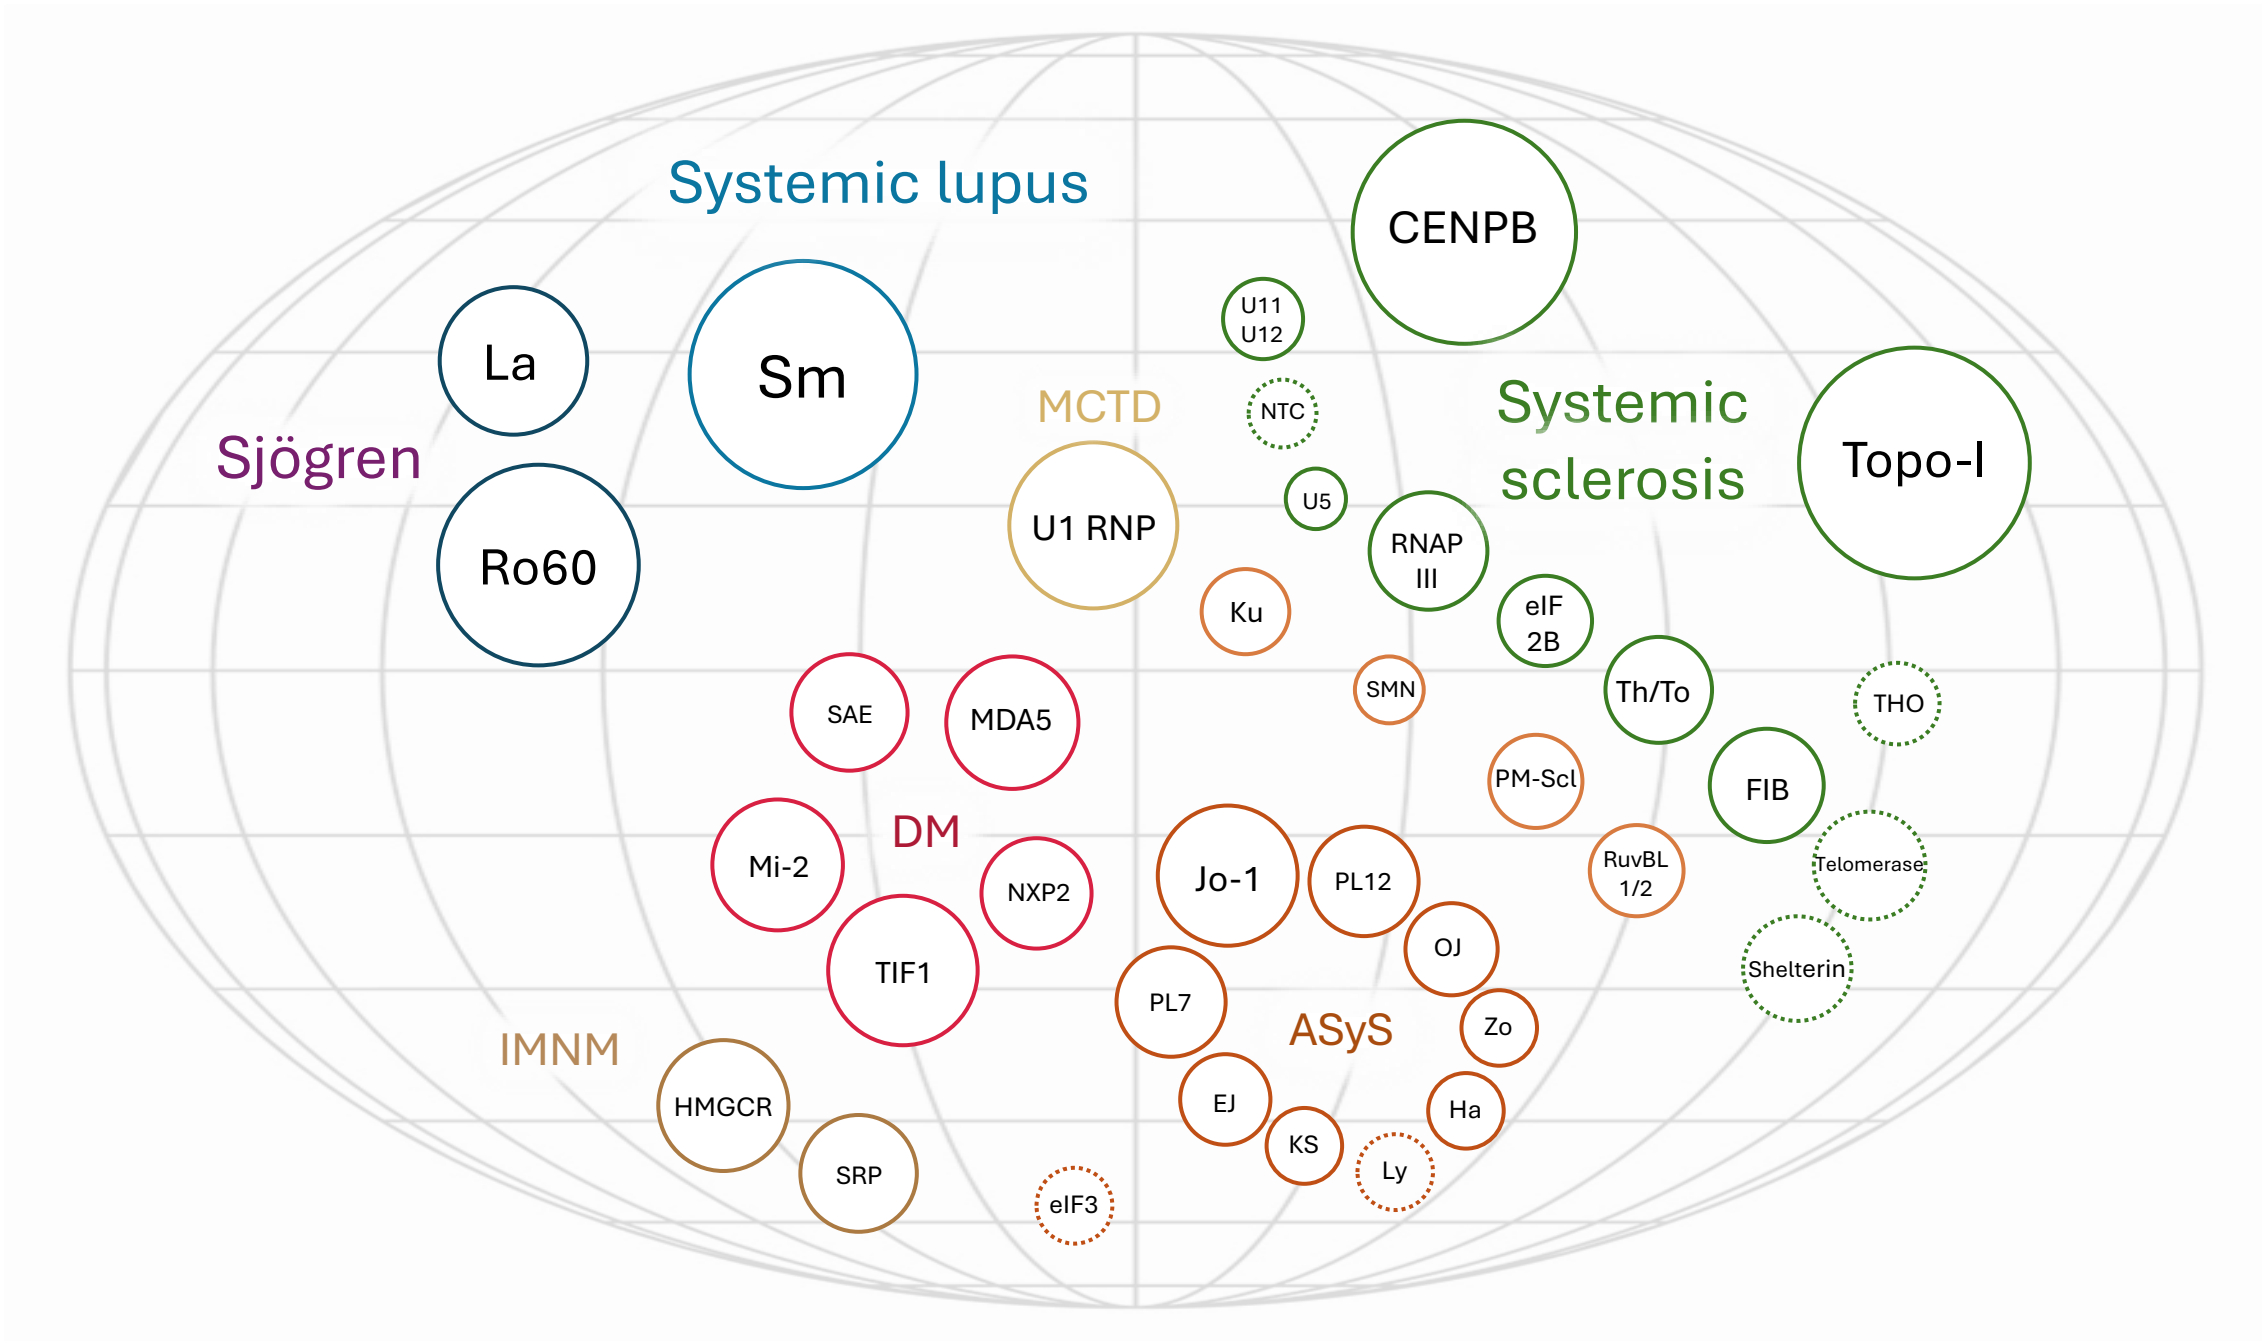 Systemic lupus
CENPB
U11
U12
La
Sm
MCTD
NTC
Systemic
sclerosis
Topo-I
Sjögren
Ro60
U1 RNP
U5
RNAP
III
Ku
eIF
2B
SMN
Th/To
THO
SAE
MDA5
PM-Scl
FIB
DM
Mi-2
NXP2
Jo-1
PL12
RuvBL
1/2
Telomerase
TIF1
OJ
Shelterin
PL7
ASyS
Zo
IMNM
HMGCR
EJ
Ha
SRP
KS
Ly
eIF3